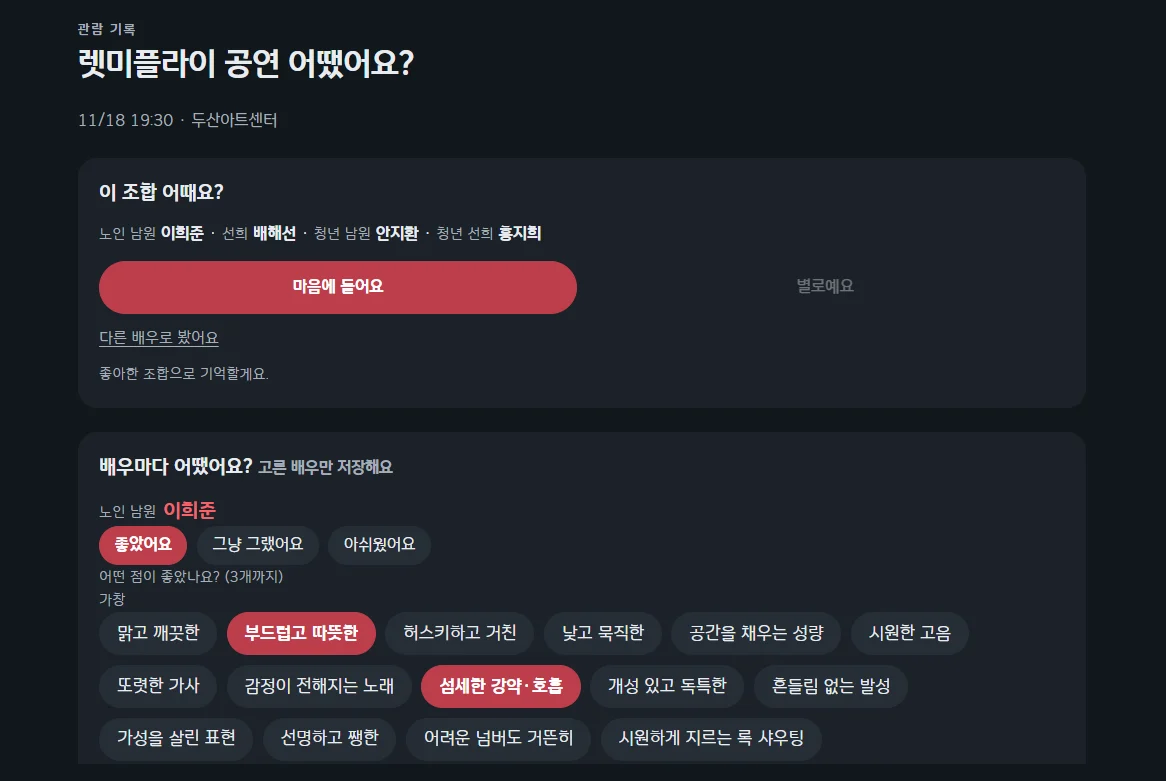 관람 기록
렛미플라이 공연 어땠어요?
11/18 19:30 · 두산아트센터
이 조합 어때요?
노인 남원 이희준 · 선희 배해선 · 청년 남원 안지환 · 청년 선희 홍지희
마음에 들어요 별로예요
다른 배우로 봤어요
좋아한 조합으로 기억할게요.
배우마다 어땠어요? 고른 배우만 저장해요
노인 남원 이희준
좋았어요 그냥 그랬어요 아쉬웠어요
어떤 점이 좋았나요? (3개까지)
가창
맑고 깨끗한 부드럽고 따뜻한 허스키하고 거친 낮고 묵직한 공간을 채우는 성량 시원한 고음
또렷한 가사 감정이 전해지는 노래 섬세한 강약·호흡 개성 있고 독특한 흔들림 없는 발성
가성을 살린 표현 선명하고 쨍한 어려운 넘버도 거뜬히 시원하게 지르는 록 샤우팅